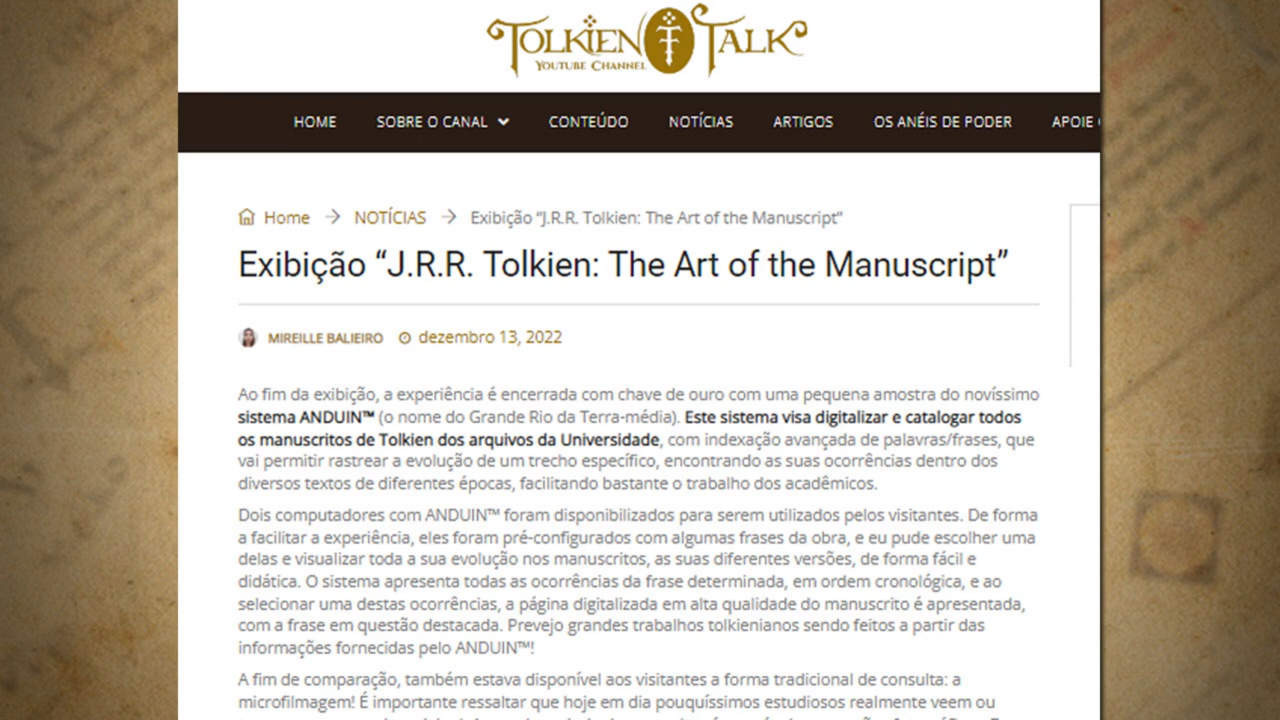 TOLKIEN TALK
YOUTUBE CHANNEL
HOME SOBRE O CANAL CONTEÚDO NOTÍCIAS ARTIGOS OS ANÉIS DE PODER APOIE
Home → NOTÍCIAS → Exibição “J.R.R. Tolkien: The Art of the Manuscript”
Exibição “J.R.R. Tolkien: The Art of the Manuscript”
MIREILLE BALIEIRO dezembro 13, 2022
Ao fim da exibição, a experiência é encerrada com chave de ouro com uma pequena amostra do novíssimo
sistema ANDUIN™ (o nome do Grande Rio da Terra-média). Este sistema visa digitalizar e catalogar todos
os manuscritos de Tolkien dos arquivos da Universidade, com indexação avançada de palavras/frases, que
vai permitir rastrear a evolução de um trecho específico, encontrando as suas ocorrências dentro dos
diversos textos de diferentes épocas, facilitando bastante o trabalho dos acadêmicos.
Dois computadores com ANDUIN™ foram disponibilizados para serem utilizados pelos visitantes. De forma
a facilitar a experiência, eles foram pré-configurados com algumas frases da obra, e eu pude escolher uma
delas e visualizar toda a sua evolução nos manuscritos, as suas diferentes versões, de forma fácil e
didática. O sistema apresenta todas as ocorrências da frase determinada, em ordem cronológica, e ao
selecionar uma destas ocorrências, a página digitalizada em alta qualidade do manuscrito é apresentada,
com a frase em questão destacada. Prevejo grandes trabalhos tolkienianos sendo feitos a partir das
informações fornecidas pelo ANDUIN™!
A fim de comparação, também estava disponível aos visitantes a forma tradicional de consulta: a
microfilmagem! É importante ressaltar que hoje em dia pouquíssimos estudiosos realmente veem ou